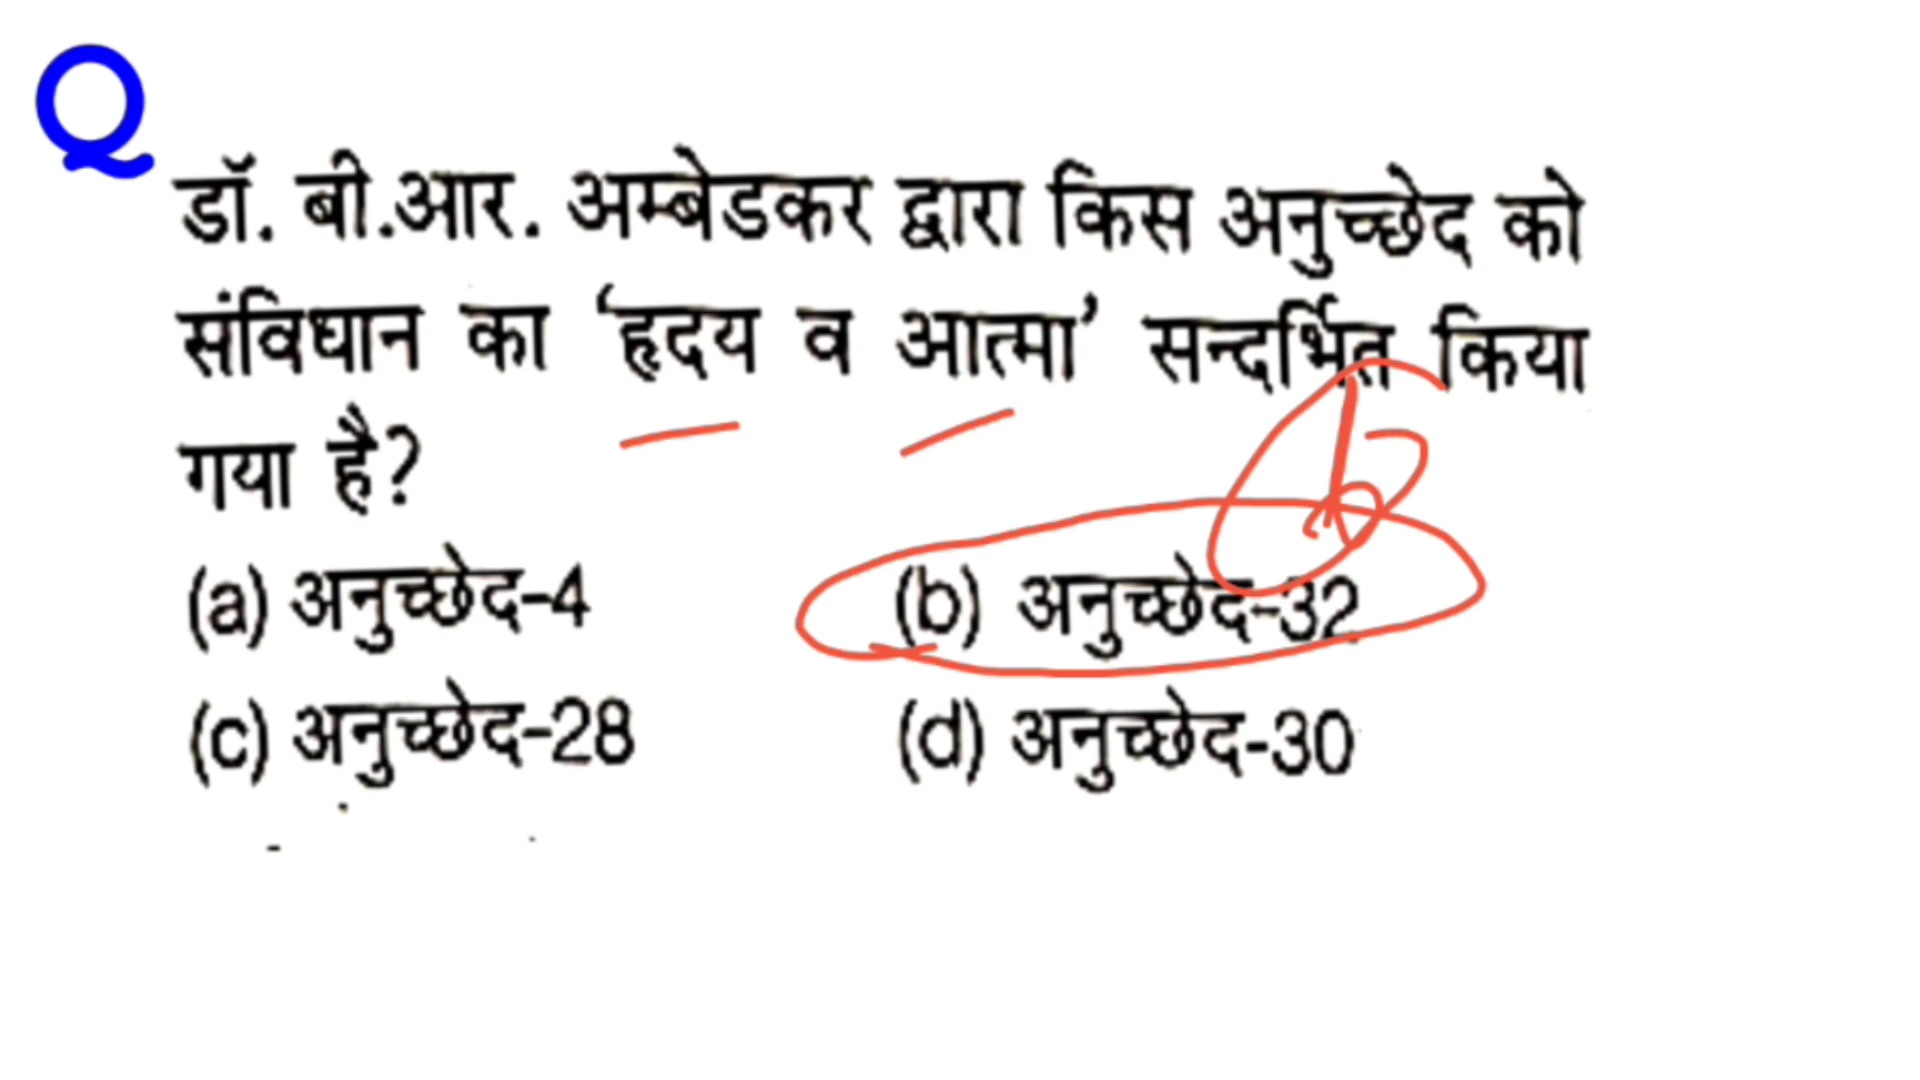 Q
डॉ. बी.आर. अम्बेडकर द्वारा किस अनुच्छेद को
संविधान का ‘हृदय व आत्मा’ सन्दर्भित किया
गया है?
(a) अनुच्छेद-4 (b) अनुच्छेद-32
(c) अनुच्छेद-28 (d) अनुच्छेद-30